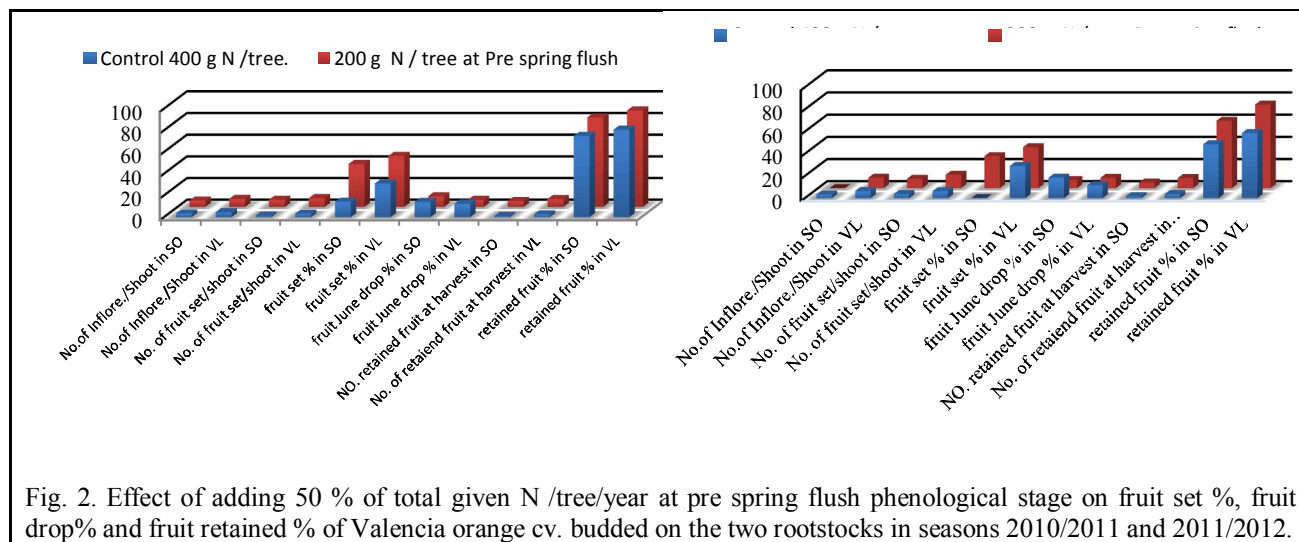 Control 400 g N /tree.
200 g N / tree at Pre spring flush
100
80
60
40
20
0
No.of Inflore./Shoot in SO
No.of Inflore./Shoot in VL
No. of fruit set/shoot in SO
No. of fruit set/shoot in VL
fruit set % in SO
fruit set % in VL
fruit June drop % in SO
fruit June drop % in VL
NO. retained fruit at harvest in SO
No. of retaiend fruit at harvest in VL
retained fruit % in SO
retained fruit % in VL
100
80
60
40
20
0
No.of Inflore./Shoot in SO
No.of Inflore./Shoot in VL
No. of fruit set/shoot in SO
No. of fruit set/shoot in VL
fruit set % in SO
fruit set % in VL
fruit June drop % in SO
fruit June drop % in VL
NO. retained fruit at harvest in SO
No. of retaiend fruit at harvest in...
retained fruit % in SO
retained fruit % in VL
Fig. 2. Effect of adding 50 % of total given N /tree/year at pre spring flush phenological stage on fruit set %, fruit
drop% and fruit retained % of Valencia orange cv. budded on the two rootstocks in seasons 2010/2011 and 2011/2012.